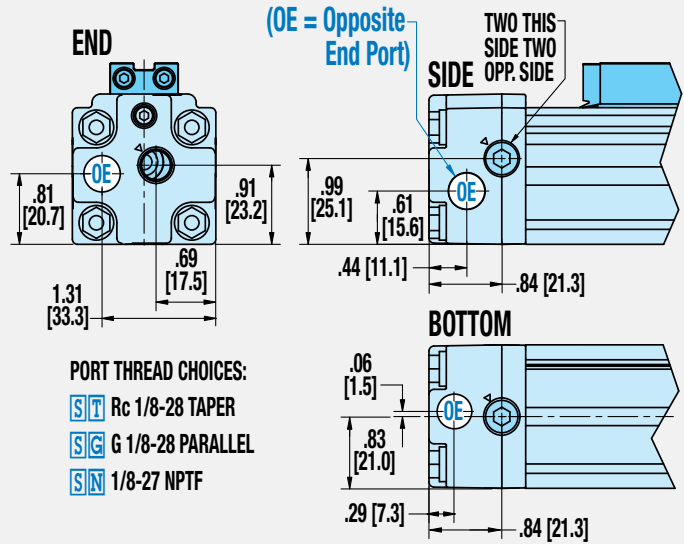 END
(OE = Opposite
End Port)
SIDE
TWO THIS
SIDE TWO
OPP. SIDE
OE
.81
[20.7]
.91
[23.2]
.69
[17.5]
1.31
[33.3]
OE
.99
[25.1]
.61
[15.6]
.44 [11.1]
.84 [21.3]
BOTTOM
PORT THREAD CHOICES:
ST Rc 1/8-28 TAPER
SG G 1/8-28 PARALLEL
SN 1/8-27 NPTF
OE
.06
[1.5]
.83
[21.0]
.29 [7.3]
.84 [21.3]